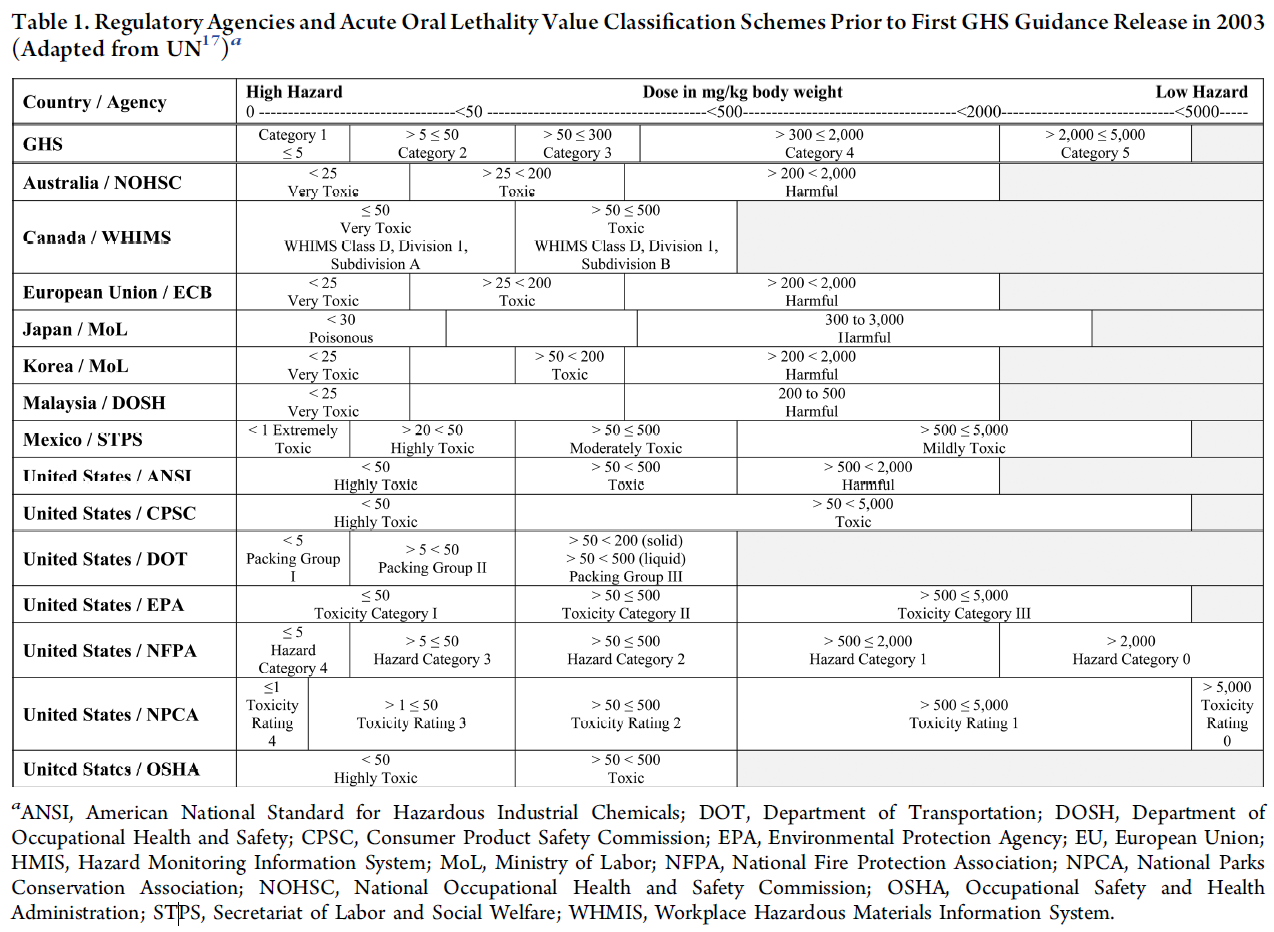 Table 1. Regulatory Agencies and Acute Oral Lethality Value Classification Schemes Prior to First GHS Guidance Release in 2003
(Adapted from UN17)a
Country / Agency
High Hazard Dose in mg/kg body weight Low Hazard
0 ------------------------------<50 -----------------------------------<500-------------------------------------<2000-----------------------------<5000-----
GHS
Category 1
≤ 5
> 5 ≤ 50
Category 2
> 50 ≤ 300
Category 3
> 300 ≤ 2,000
Category 4
> 2,000 ≤ 5,000
Category 5
Australia / NOHSC
< 25
Very Toxic
> 25 < 200
Toxic
> 200 < 2,000
Harmful
Canada / WHIMS
≤ 50
Very Toxic
WHIMS Class D, Division 1,
Subdivision A
> 50 ≤ 500
Toxic
WHIMS Class D, Division 1,
Subdivision B
European Union / ECB
< 25
Very Toxic
> 25 < 200
Toxic
> 200 < 2,000
Harmful
Japan / MoL
< 30
Poisonous
300 to 3,000
Harmful
Korea / MoL
< 25
Very Toxic
> 50 < 200
Toxic
> 200 < 2,000
Harmful
Malaysia / DOSH
< 25
Very Toxic
200 to 500
Harmful
Mexico / STPS
< 1 Extremely
Toxic
> 20 < 50
Highly Toxic
> 50 ≤ 500
Moderately Toxic
> 500 ≤ 5,000
Mildly Toxic
United States / ANSI
< 50
Highly Toxic
> 50 < 500
Toxic
> 500 < 2,000
Harmful
United States / CPSC
< 50
Highly Toxic
> 50 < 5,000
Toxic
United States / DOT
< 5
Packing Group
I
> 5 < 50
Packing Group II
> 50 < 200 (solid)
> 50 < 500 (liquid)
Packing Group III
United States / EPA
≤ 50
Toxicity Category I
> 50 ≤ 500
Toxicity Category II
> 500 ≤ 5,000
Toxicity Category III
United States / NFPA
≤ 5
Hazard
Category 4
> 5 ≤ 50
Hazard Category 3
> 50 ≤ 500
Hazard Category 2
> 500 ≤ 2,000
Hazard Category 1
> 2,000
Hazard Category 0
United States / NPCA
≤1
Toxicity
Rating
4
> 1 ≤ 50
Toxicity Rating 3
> 50 ≤ 500
Toxicity Rating 2
> 500 ≤ 5,000
Toxicity Rating 1
> 5,000
Toxicity
Rating
0
United States / OSHA
< 50
Highly Toxic
> 50 < 500
Toxic
aANSI, American National Standard for Hazardous Industrial Chemicals; DOT, Department of Transportation; DOSH, Department of
Occupational Health and Safety; CPSC, Consumer Product Safety Commission; EPA, Environmental Protection Agency; EU, European Union;
HMIS, Hazard Monitoring Information System; MoL, Ministry of Labor; NFPA, National Fire Protection Association; NPCA, National Parks
Conservation Association; NOHSC, National Occupational Health and Safety Commission; OSHA, Occupational Safety and Health
Administration; STPS, Secretariat of Labor and Social Welfare; WHMIS, Workplace Hazardous Materials Information System.